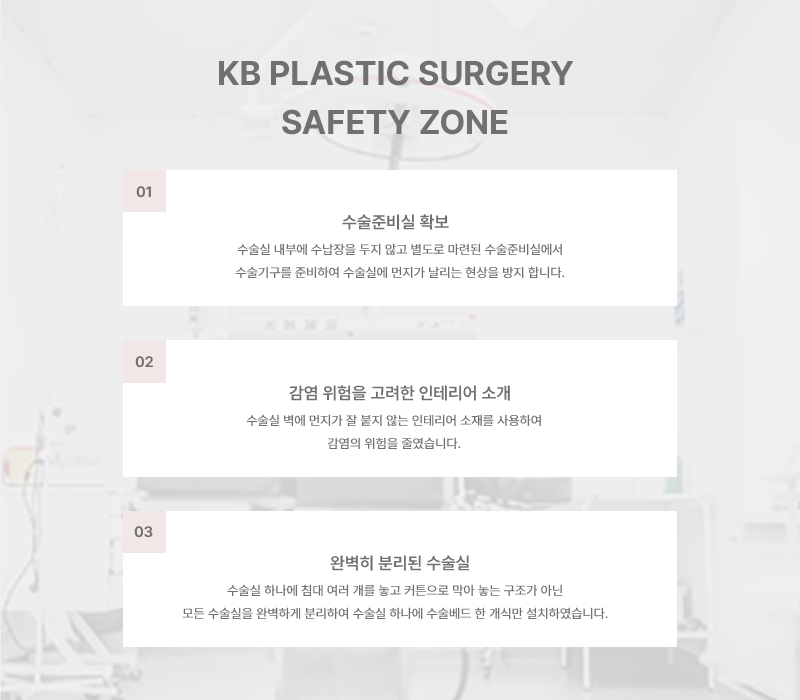 KB PLASTIC SURGERY
SAFETY ZONE
01
수술준비실 확보
수술실 내부에 수납장을 두지 않고 별도로 마련된 수술준비실에서
수술기구를 준비하여 수술실에 먼지가 날리는 현상을 방지 합니다.
02
감염 위험을 고려한 인테리어 소개
수술실 벽에 먼지가 잘 붙지 않는 인테리어 소재를 사용하여
감염의 위험을 줄였습니다.
03
완벽히 분리된 수술실
수술실 하나에 침대 여러 개를 놓고 커튼으로 막아 놓는 구조가 아닌
모든 수술실을 완벽하게 분리하여 수술실 하나에 수술베드 한 개식만 설치하였습니다.